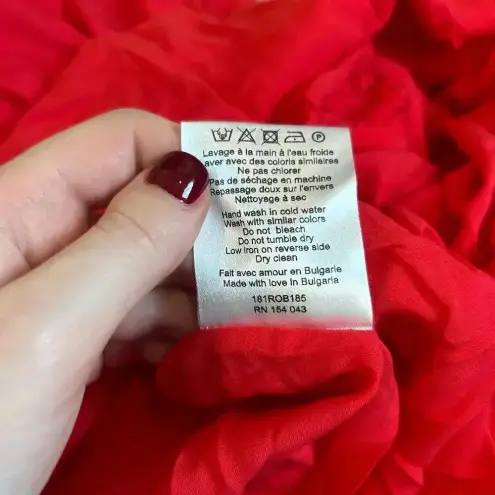 Lavage à la main à l'eau froide
aver avec des coloris similaires
Ne pas chlorer
Pas de séchage en machine
Repassage doux sur l'envers
Nettoyage à sec
Hand wash in cold water
Wash with similar colors
Do not bleach
Do not tumble dry
Low iron on reverse side
Dry clean
Fait avec amour en Bulgarie
Made with love in Bulgaria
181ROB185
RN 154 043